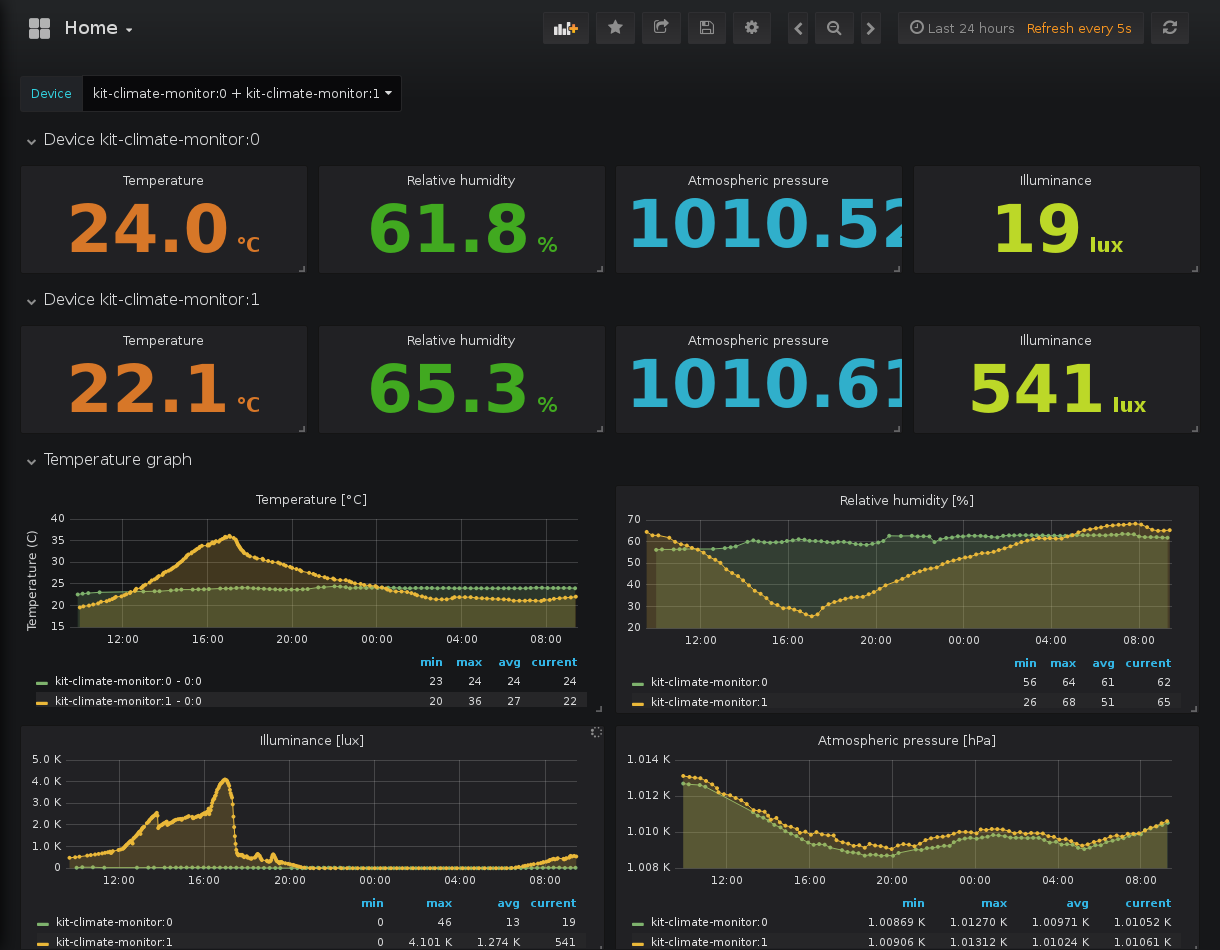 Home
Last 24 hours Refresh every 5s
Device kit-climate-monitor:0 + kit-climate-monitor:1
Device kit-climate-monitor:0
Temperature Relative humidity Atmospheric pressure Illuminance
24.0 °C 61.8 % 1010.52 19 lux
Device kit-climate-monitor:1
Temperature Relative humidity Atmospheric pressure Illuminance
22.1 °C 65.3 % 1010.61 541 lux
Temperature graph
Temperature [°C]
Temperature (C)
40
35
30
25
20
15
12:00 16:00 20:00 00:00 04:00 08:00
min max avg current
kit-climate-monitor:0 - 0:0 23 24 24 24
kit-climate-monitor:1 - 0:0 20 36 27 22
Relative humidity [%]
70
60
50
40
30
20
12:00 16:00 20:00 00:00 04:00 08:00
min max avg current
kit-climate-monitor:0 56 64 61 62
kit-climate-monitor:1 26 68 51 65
Illuminance [lux]
5.0 K
4.0 K
3.0 K
2.0 K
1.0 K
0
12:00 16:00 20:00 00:00 04:00 08:00
min max avg current
kit-climate-monitor:0 0 46 13 19
kit-climate-monitor:1 0 4.101 K 1.274 K 541
Atmospheric pressure [hPa]
1.014 K
1.012 K
1.010 K
1.008 K
12:00 16:00 20:00 00:00 04:00 08:00
min max avg current
kit-climate-monitor:0 1.00869 K 1.01270 K 1.00971 K 1.01052 K
kit-climate-monitor:1 1.00906 K 1.01312 K 1.01024 K 1.01061 K